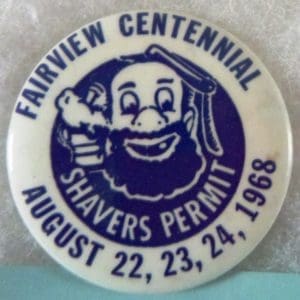 FAIRVIEW CENTENNIAL
SHAVERS PERMIT
AUGUST 22, 23, 24, 1968